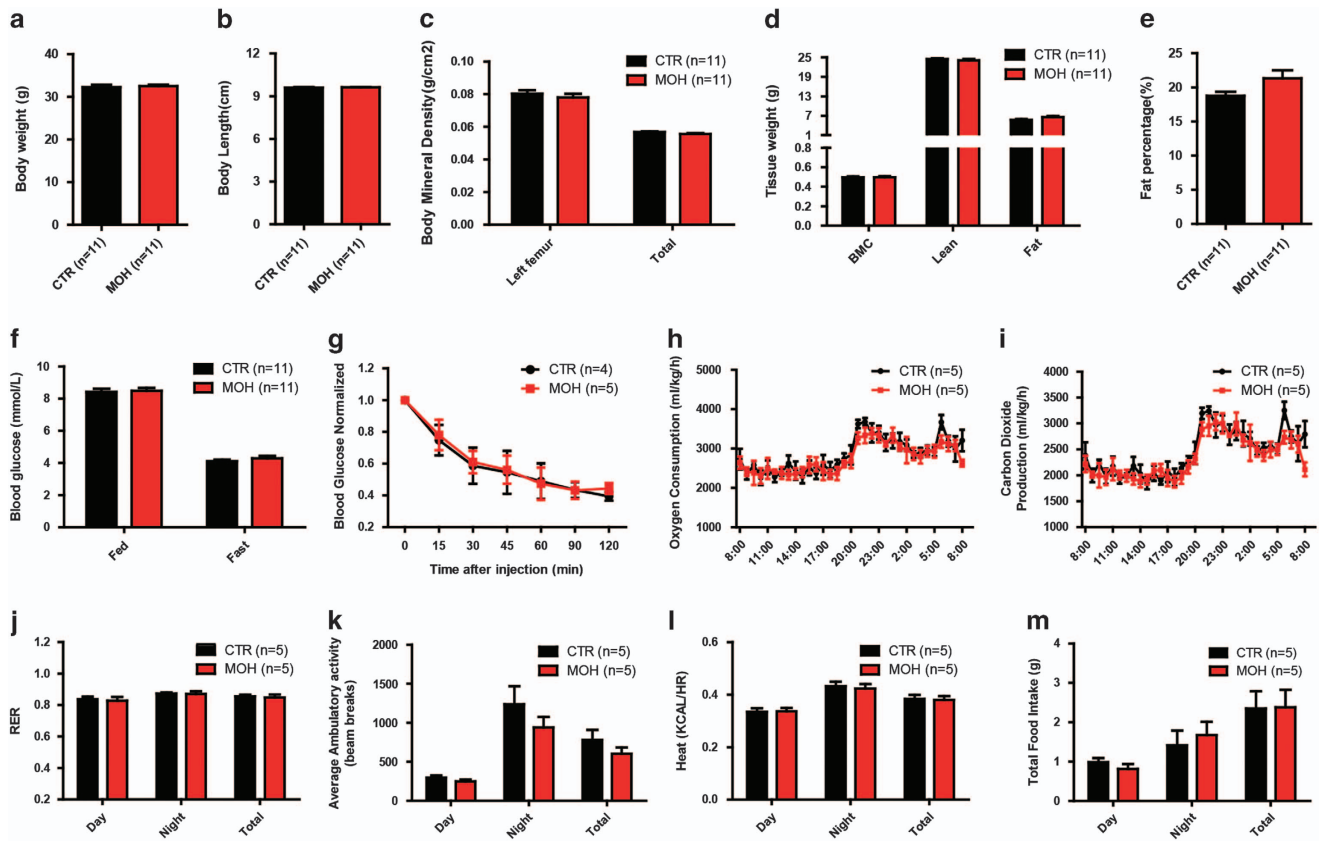 a
Body weight (g)
40
30
20
10
0
CTR (n=11)
MOH (n=11)
b
Body Length(cm)
12
9
6
3
0
CTR (n=11)
MOH (n=11)
c
Body Mineral Density(g/cm2)
CTR (n=11)
MOH (n=11)
0.10
0.08
0.06
0.04
0.02
0.00
Left femur
Total
d
Tissue weight (g)
CTR (n=11)
MOH (n=11)
25
19
13
7
1
0.8
0.6
0.4
0.2
0.0
BMC
Lean
Fat
e
Fat percentage(%)
25
20
15
10
5
0
CTR (n=11)
MOH (n=11)
f
Blood glucose (mmol/L)
CTR (n=11)
MOH (n=11)
10
8
6
4
2
0
Fed
Fast
g
Blood Glucose Normalized
CTR (n=4)
MOH (n=5)
1.2
1.0
0.8
0.6
0.4
0.2
0
15
30
45
60
90
120
Time after injection (min)
h
Oxygen Consumption (ml/kg/h)
CTR (n=5)
MOH (n=5)
5000
4000
3000
2000
1000
8:00
11:00
14:00
17:00
20:00
23:00
2:00
5:00
8:00
i
Carbon Dioxide
Production (ml/kg/h)
CTR (n=5)
MOH (n=5)
4000
3500
3000
2500
2000
1500
1000
8:00
11:00
14:00
17:00
20:00
23:00
2:00
5:00
8:00
j
RER
CTR (n=5)
MOH (n=5)
1.2
1.0
0.8
0.6
0.4
0.2
Day
Night
Total
k
Average Ambulatory activity
(beam breaks)
CTR (n=5)
MOH (n=5)
2000
1500
1000
500
0
Day
Night
Total
l
Heat (KCAL/HR)
CTR (n=5)
MOH (n=5)
0.6
0.4
0.2
0.0
Day
Night
Total
m
Total Food Intake (g)
CTR (n=5)
MOH (n=5)
4
3
2
1
0
Day
Night
Total